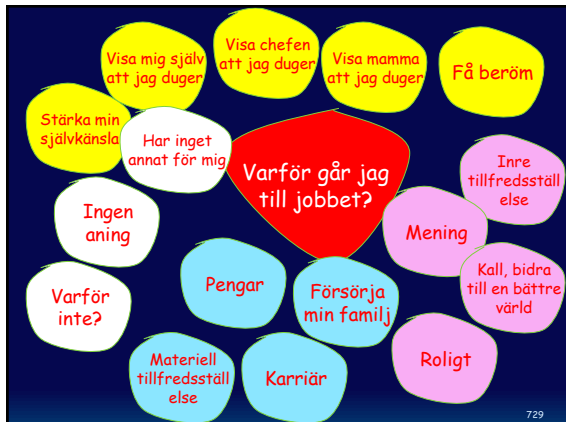 Visa mig själv
att jag duger
Visa chefen
att jag duger
Visa mamma
att jag duger
Få beröm
Stärka min
självkänsla
Har inget
annat för mig
Varför går jag
till jobbet?
Inre
tillfredsställ
else
Ingen
aning
Mening
Kall, bidra
till en bättre
värld
Pengar
Försörja
min familj
Varför
inte?
Roligt
Materiell
tillfredsställ
else
Karriär
729